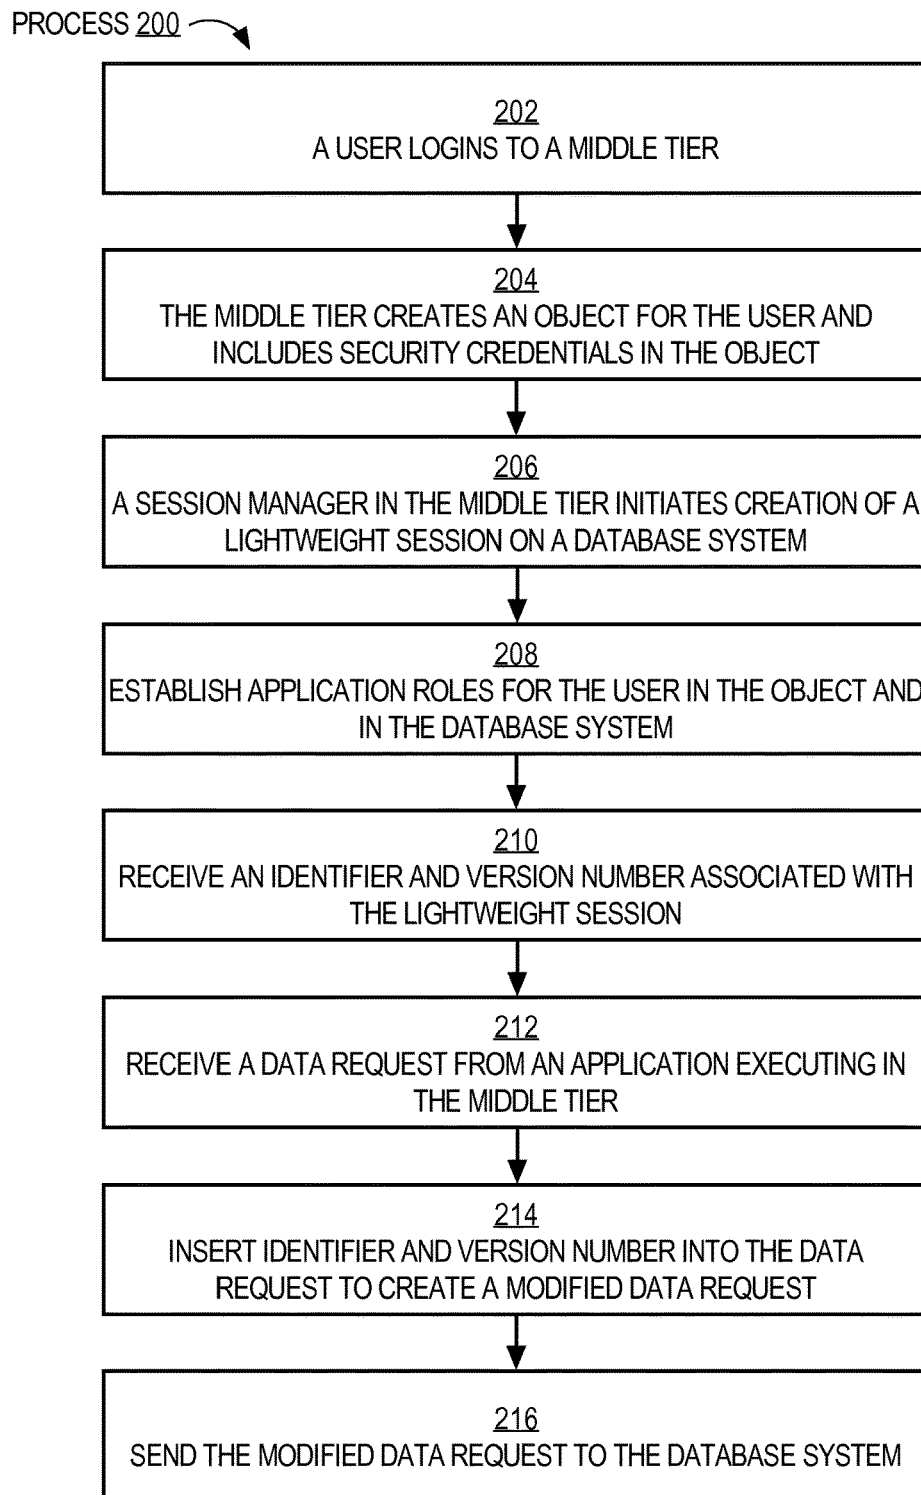 PROCESS 200
202
A USER LOGINS TO A MIDDLE TIER
204
THE MIDDLE TIER CREATES AN OBJECT FOR THE USER AND
INCLUDES SECURITY CREDENTIALS IN THE OBJECT
206
A SESSION MANAGER IN THE MIDDLE TIER INITIATES CREATION OF A
LIGHTWEIGHT SESSION ON A DATABASE SYSTEM
208
ESTABLISH APPLICATION ROLES FOR THE USER IN THE OBJECT AND
IN THE DATABASE SYSTEM
210
RECEIVE AN IDENTIFIER AND VERSION NUMBER ASSOCIATED WITH
THE LIGHTWEIGHT SESSION
212
RECEIVE A DATA REQUEST FROM AN APPLICATION EXECUTING IN
THE MIDDLE TIER
214
INSERT IDENTIFIER AND VERSION NUMBER INTO THE DATA
REQUEST TO CREATE A MODIFIED DATA REQUEST
216
SEND THE MODIFIED DATA REQUEST TO THE DATABASE SYSTEM